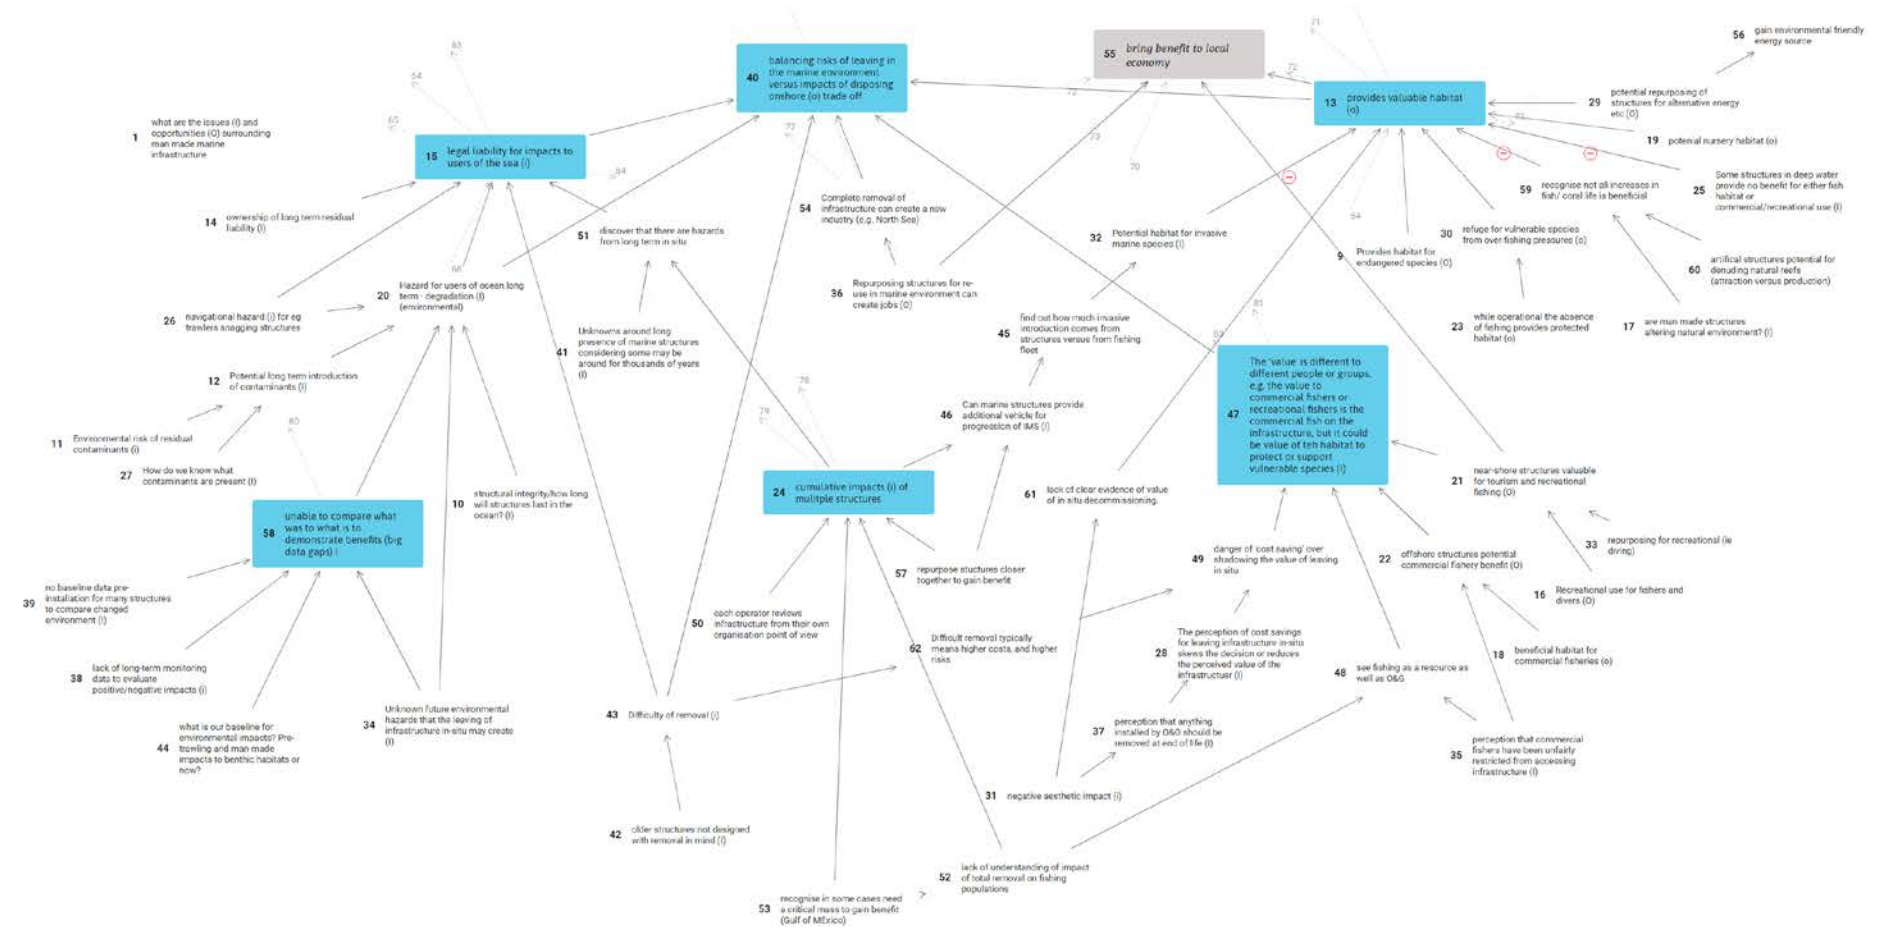 71
56 gain environmental friendly
energy source
63
64
40 balancing risks of leaving in
the marine environment
versus impacts of disposing
onshore (o) trade off
55 bring benefit to local
economy
72
72
13 provides valuable habitat
(o)
29 potential repurposing of
structures for alternative energy
etc (O)
1 what are the issues (I) and
opportunities (O) surrounding
man made marine
infrastructure
65
77
73
15 legal liability for impacts to
users of the sea (i)
19 potenial nursery habitat (o)
84
70
54 Complete removal of
infrastructure can create a new
industry (e.g. North Sea)
59 recognise not all increases in
fish/ coral life is beneficial
25 Some structures in deep water
provide no benefit for either fish
habitat or
commercial/recreational use (I)
14 ownership of long term residual
liability (I)
51 discover that there are hazards
from long term in situ
32 Potential habitat for invasive
marine species (I)
30 refuge for vulnerable species
from over fishing pressures (o)
9 Provides habitat for
endangered species (O)
60 artifical structures potential for
denuding natural reefs
(attraction versus production)
20 Hazard for users of ocean long
term - degradation (I)
(environmental)
36 Repurposing structures for re-
use in marine environment can
create jobs (O)
81
26 navigational hazard (i) for eg
trawlers snagging structures
45 find out how much invasive
introduction comes from
structures versus from fishing
fleet
23 while operational the absence
of fishing provides protected
habitat (o)
17 are man made structures
altering natural environment? (I)
41 Unknowns around long
presence of marine structures
considering some may be
around for thousands of years
(I)
12 Potential long term introduction
of contaminants (I)
78
79
80
47 The 'value' is different to
different people or groups.
e.g. the value to
commercial fishers or
recreational fishers is the
commercial fish on the
infrastructure, but it could
be value of teh habitat to
protect or support
vulnerable species (i)
46 Can marine structures provide
additional vehicle for
progression of IMS (I)
11 Environmental risk of residual
contaminants (i)
27 How do we know what
contaminants are present (I)
24 cumulative impacts (i) of
mulitple structures
61 lack of clear evidence of value
of in situ decommissioning.
21 near-shore structures valuable
for tourism and recreational
fishing (O)
10 structural integrity/how long
will structures last in the
ocean? (I)
58 unable to compare what
was to what is to
demonstrate benefits (big
data gaps) I
33 repurposing for recreational (ie
diving)
49 danger of 'cost saving' over
shadowing the value of leaving
in situ
22 offshore structures potential
commercial fishery benefit (O)
57 repurpose stuctures closer
together to gain benefit
16 Recreational use for fishers and
divers (O)
39 no baseline data pre-
installation for many structures
to compare changed
environment (I)
50 each operator reviews
infrastructure from their own
organisation point of view
62 Difficult removal typically
means higher costs, and higher
risks
28 The perception of cost savings
for leaving infrastructure in-situ
skews the decision or reduces
the perceived value of the
infrastructuer (I)
18 beneficial habitat for
commercial fisheries (o)
48 see fishing as a resource as
well as O&G
38 lack of long-term monitoring
data to evaluate
positive/negative impacts (i)
34 Unknown future environmental
hazards that the leaving of
infrastructure in-situ may create
(I)
43 Difficulty of removal (i)
44 what is our baseline for
environmental impacts? Pre-
trawling and man made
impacts to benthic habitats or
now?
37 perception that anything
installed by O&G should be
removed at end of life (I)
35 perception that commercial
fishers have been unfairly
restricted from accessing
infrastructure (I)
31 negative aesthetic impact (i)
42 older structures not designed
with removal in mind (I)
52 lack of understanding of impact
of total removal on fishing
populations
53 recognise in some cases need
a critical mass to gain benefit
(Gulf of MExico)